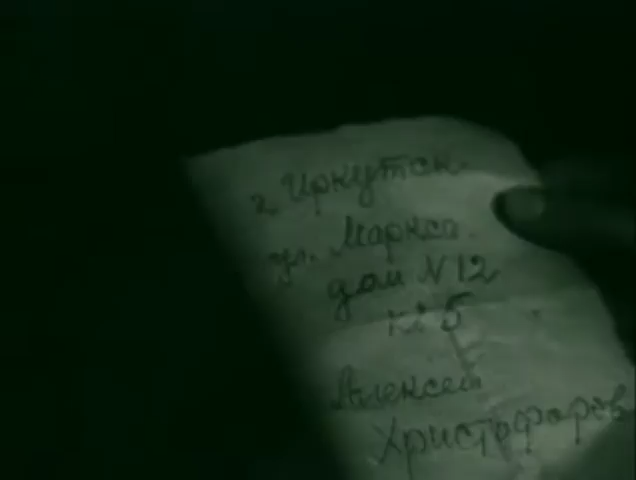 г Иркутск.
ул. Маркса.
дом N 12
кв 5
Алексей
Христофоров